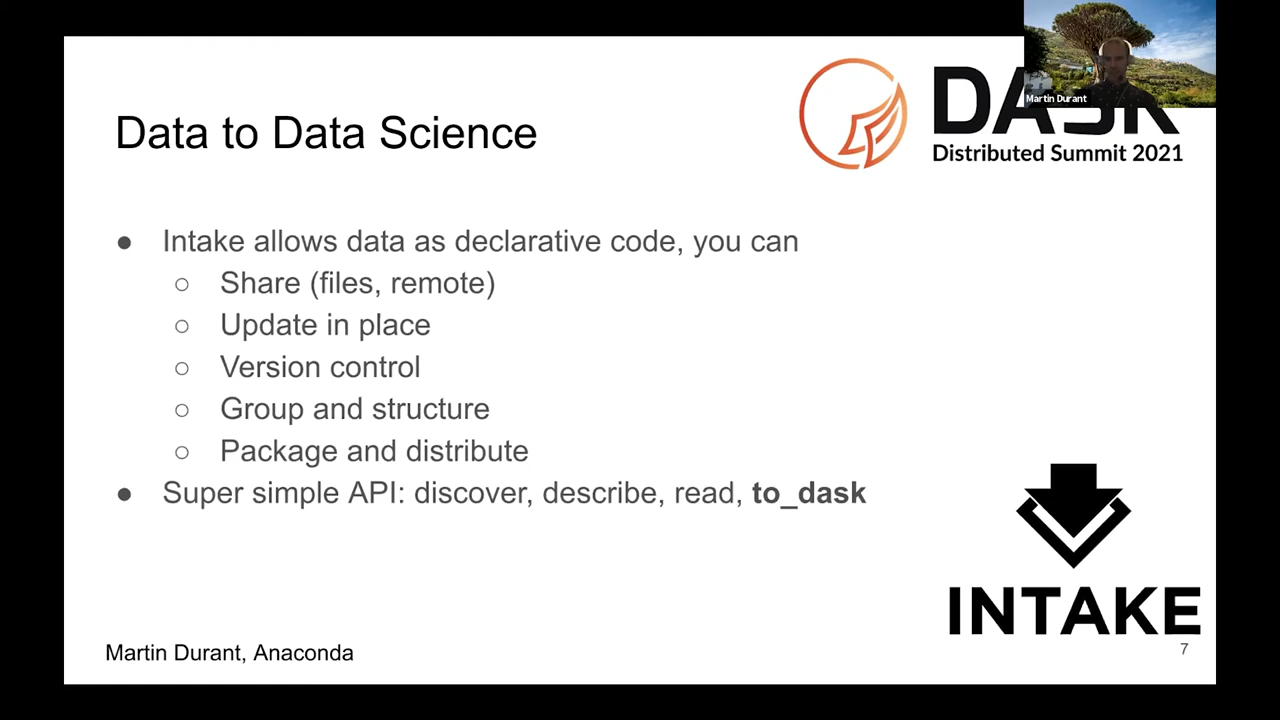 DASK
Martin Durant
Distributed Summit 2021
Data to Data Science
● Intake allows data as declarative code, you can
○ Share (files, remote)
○ Update in place
○ Version control
○ Group and structure
○ Package and distribute
● Super simple API: discover, describe, read, to_dask
INTAKE
Martin Durant, Anaconda
7